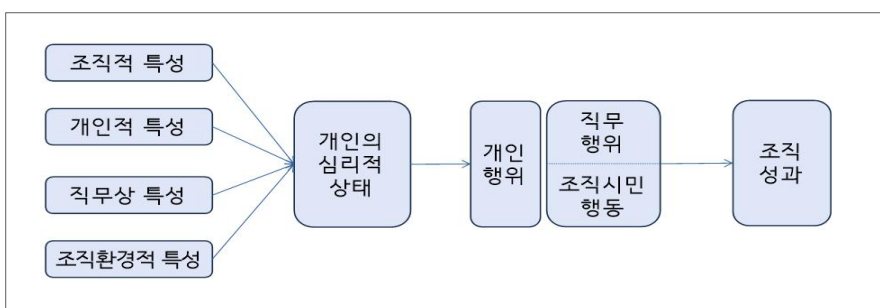 조직적 특성
개인적 특성
직무상 특성
조직환경적 특성
개인의
심리적
상태
개인
행위
직무
행위
조직시민
행동
조직
성과